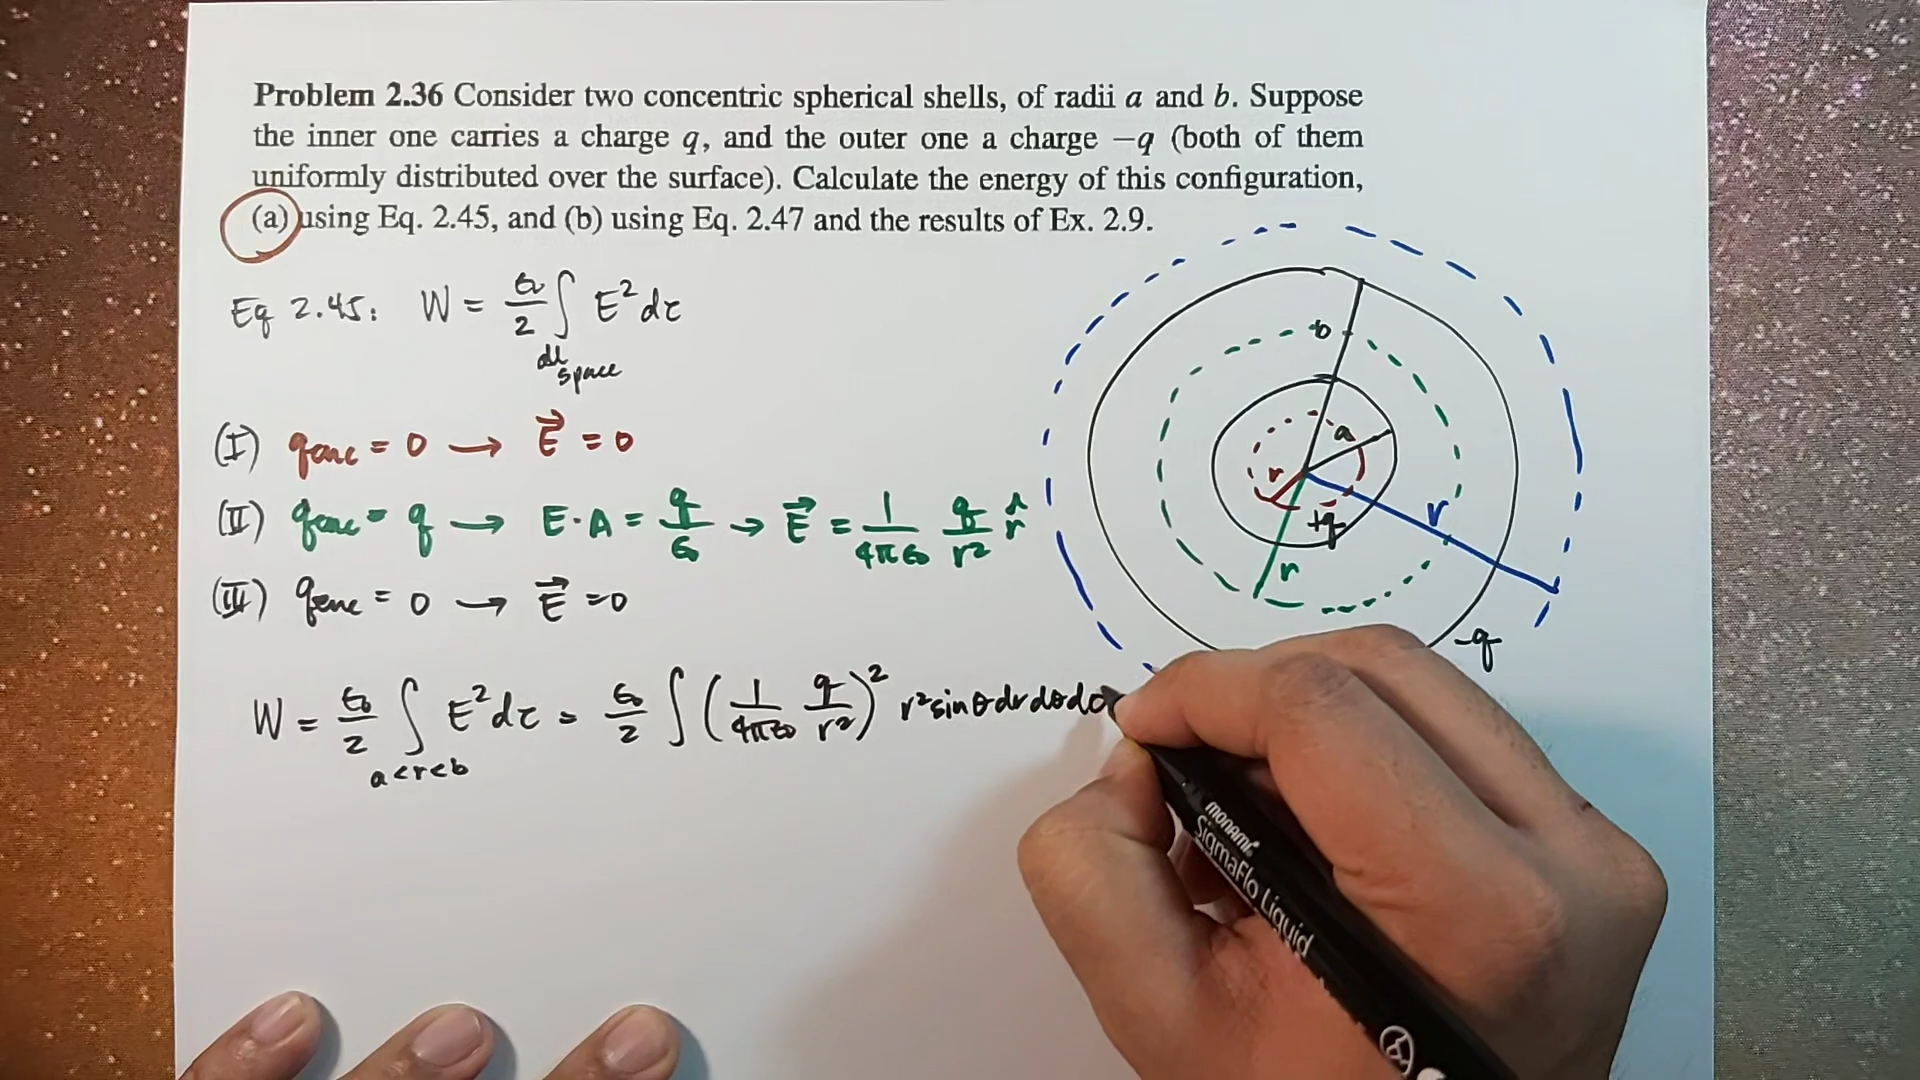 Problem 2.36 Consider two concentric spherical shells, of radii a and b. Suppose
the inner one carries a charge q, and the outer one a charge −q (both of them
uniformly distributed over the surface). Calculate the energy of this configuration,
(a) using Eq. 2.45, and (b) using Eq. 2.47 and the results of Ex. 2.9.
Eq 2.45: W = ε₀/2 ∫ E² dτ
all space
(I) qenc = 0 → E⃗ = 0
(II) qenc = q → E·A = q/ε₀ → E⃗ = 1/4πε₀ q/r² r̂
(III) qenc = 0 → E⃗ = 0
W = ε₀/2 ∫ E² dτ = ε₀/2 ∫ (1/4πε₀ q/r²)² r² sin θ dr dθ
a<r<b
b
a
r
+q
r
r
-q
monami
SigmaFlo Liquid